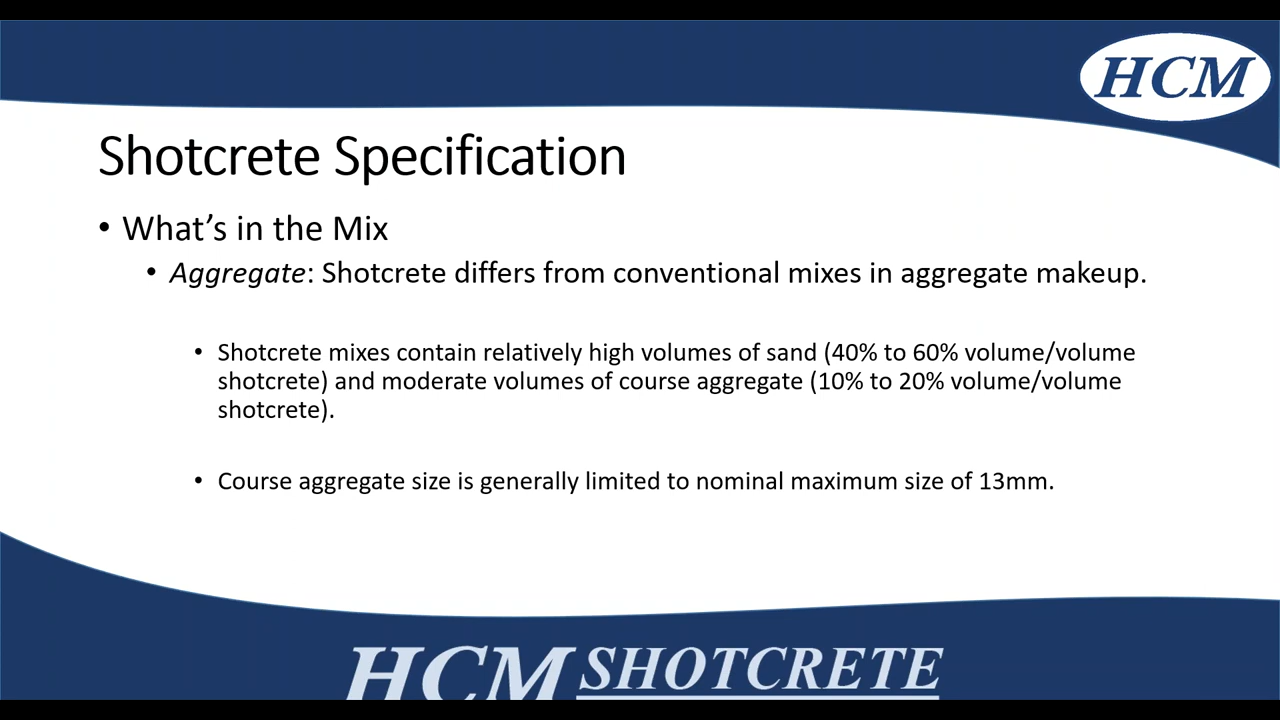 HCM
Shotcrete Specification
• What's in the Mix
• Aggregate: Shotcrete differs from conventional mixes in aggregate makeup.
• Shotcrete mixes contain relatively high volumes of sand (40% to 60% volume/volume
shotcrete) and moderate volumes of course aggregate (10% to 20% volume/volume
shotcrete).
• Course aggregate size is generally limited to nominal maximum size of 13mm.
HCM SHOTCRETE